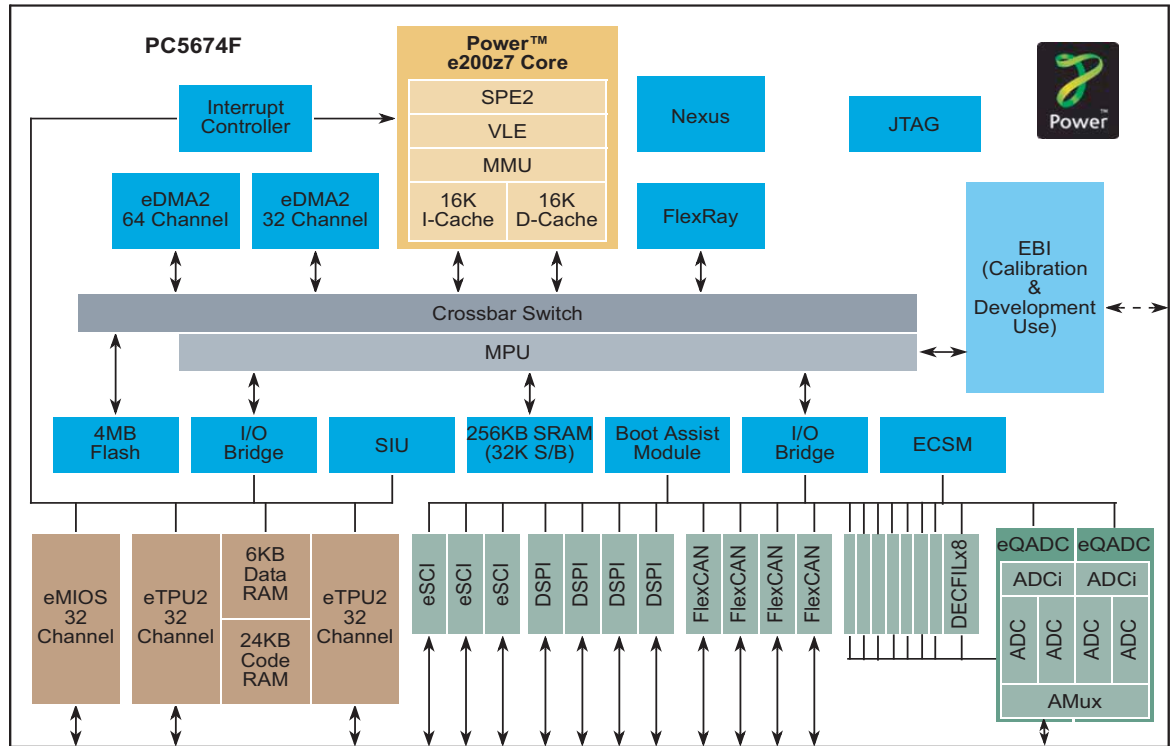 PC5674F
Power™
e200z7 Core
SPE2
VLE
MMU
16K
I-Cache
16K
D-Cache
Interrupt
Controller
Nexus
JTAG
Power™
eDMA2
64 Channel
eDMA2
32 Channel
FlexRay
EBI
(Calibration
&
Development
Use)
Crossbar Switch
MPU
4MB
Flash
I/O
Bridge
SIU
256KB SRAM
(32K S/B)
Boot Assist
Module
I/O
Bridge
ECSM
eMIOS
32
Channel
eTPU2
32
Channel
6KB
Data
RAM
24KB
Code
RAM
eTPU2
32
Channel
eSCI
eSCI
eSCI
DSPI
DSPI
DSPI
DSPI
FlexCAN
FlexCAN
FlexCAN
FlexCAN
DECFILx8
eQADC
eQADC
ADCi
ADCi
ADC
ADC
ADC
ADC
AMux